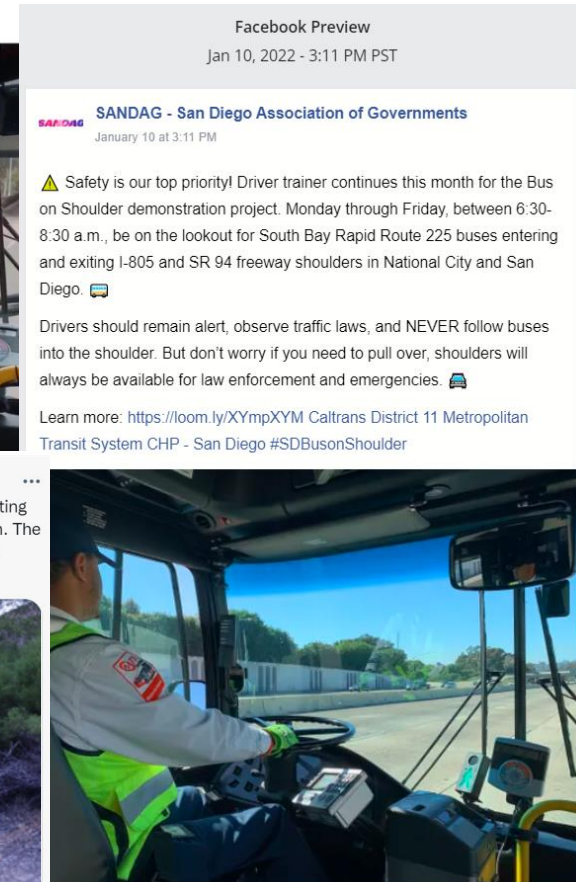 Facebook Preview
Jan 10, 2022 - 3:11 PM PST
SANDAG
SANDAG - San Diego Association of Governments
January 10 at 3:11 PM
⚠️ Safety is our top priority! Driver trainer continues this month for the Bus
on Shoulder demonstration project. Monday through Friday, between 6:30-
8:30 a.m., be on the lookout for South Bay Rapid Route 225 buses entering
and exiting I-805 and SR 94 freeway shoulders in National City and San
Diego. 🚌
Drivers should remain alert, observe traffic laws, and NEVER follow buses
into the shoulder. But don't worry if you need to pull over, shoulders will
always be available for law enforcement and emergencies. 🚘
Learn more: https://loom.ly/XYmpXYM Caltrans District 11 Metropolitan
Transit System CHP - San Diego #SDBusonShoulder
...
. The